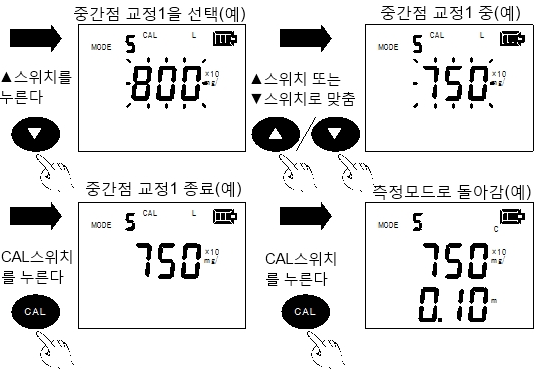 중간점 교정1을 선택(예)
▲스위치를
누른다
MODE 5 CAL L
800 x10 mg/
중간점 교정1 중(예)
▲스위치 또는
▼스위치로 맞춤
MODE 5 CAL L
750 x10 mg/
중간점 교정1 종료(예)
CAL스위치
를 누른다
CAL
MODE 5 CAL L
750 x10 mg/
측정모드로 돌아감(예)
CAL스위치
를 누른다
CAL
MODE 5
C
750 x10 mg/
0.10 m